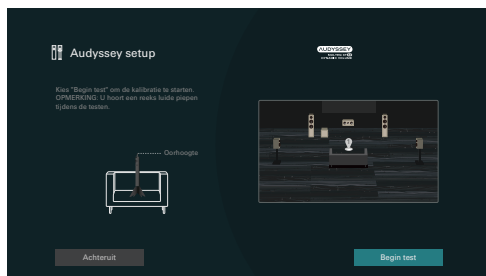 Audyssey setup
AUDYSSEY
Kies "Begin test" om de kalibratie te starten.
OPMERKING: U hoort een reeks luide piepen
tijdens de testen.
Oorhoogte
Achteruit
Begin test